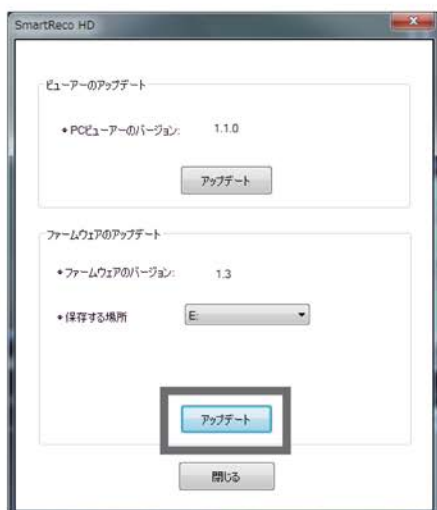 SmartReco HD
ビューアーのアップデート
◆PCビューアーのバージョン: 1.1.0
アップデート
ファームウェアのアップデート
◆ファームウェアのバージョン: 1.3
◆保存する場所 E:
アップデート
閉じる